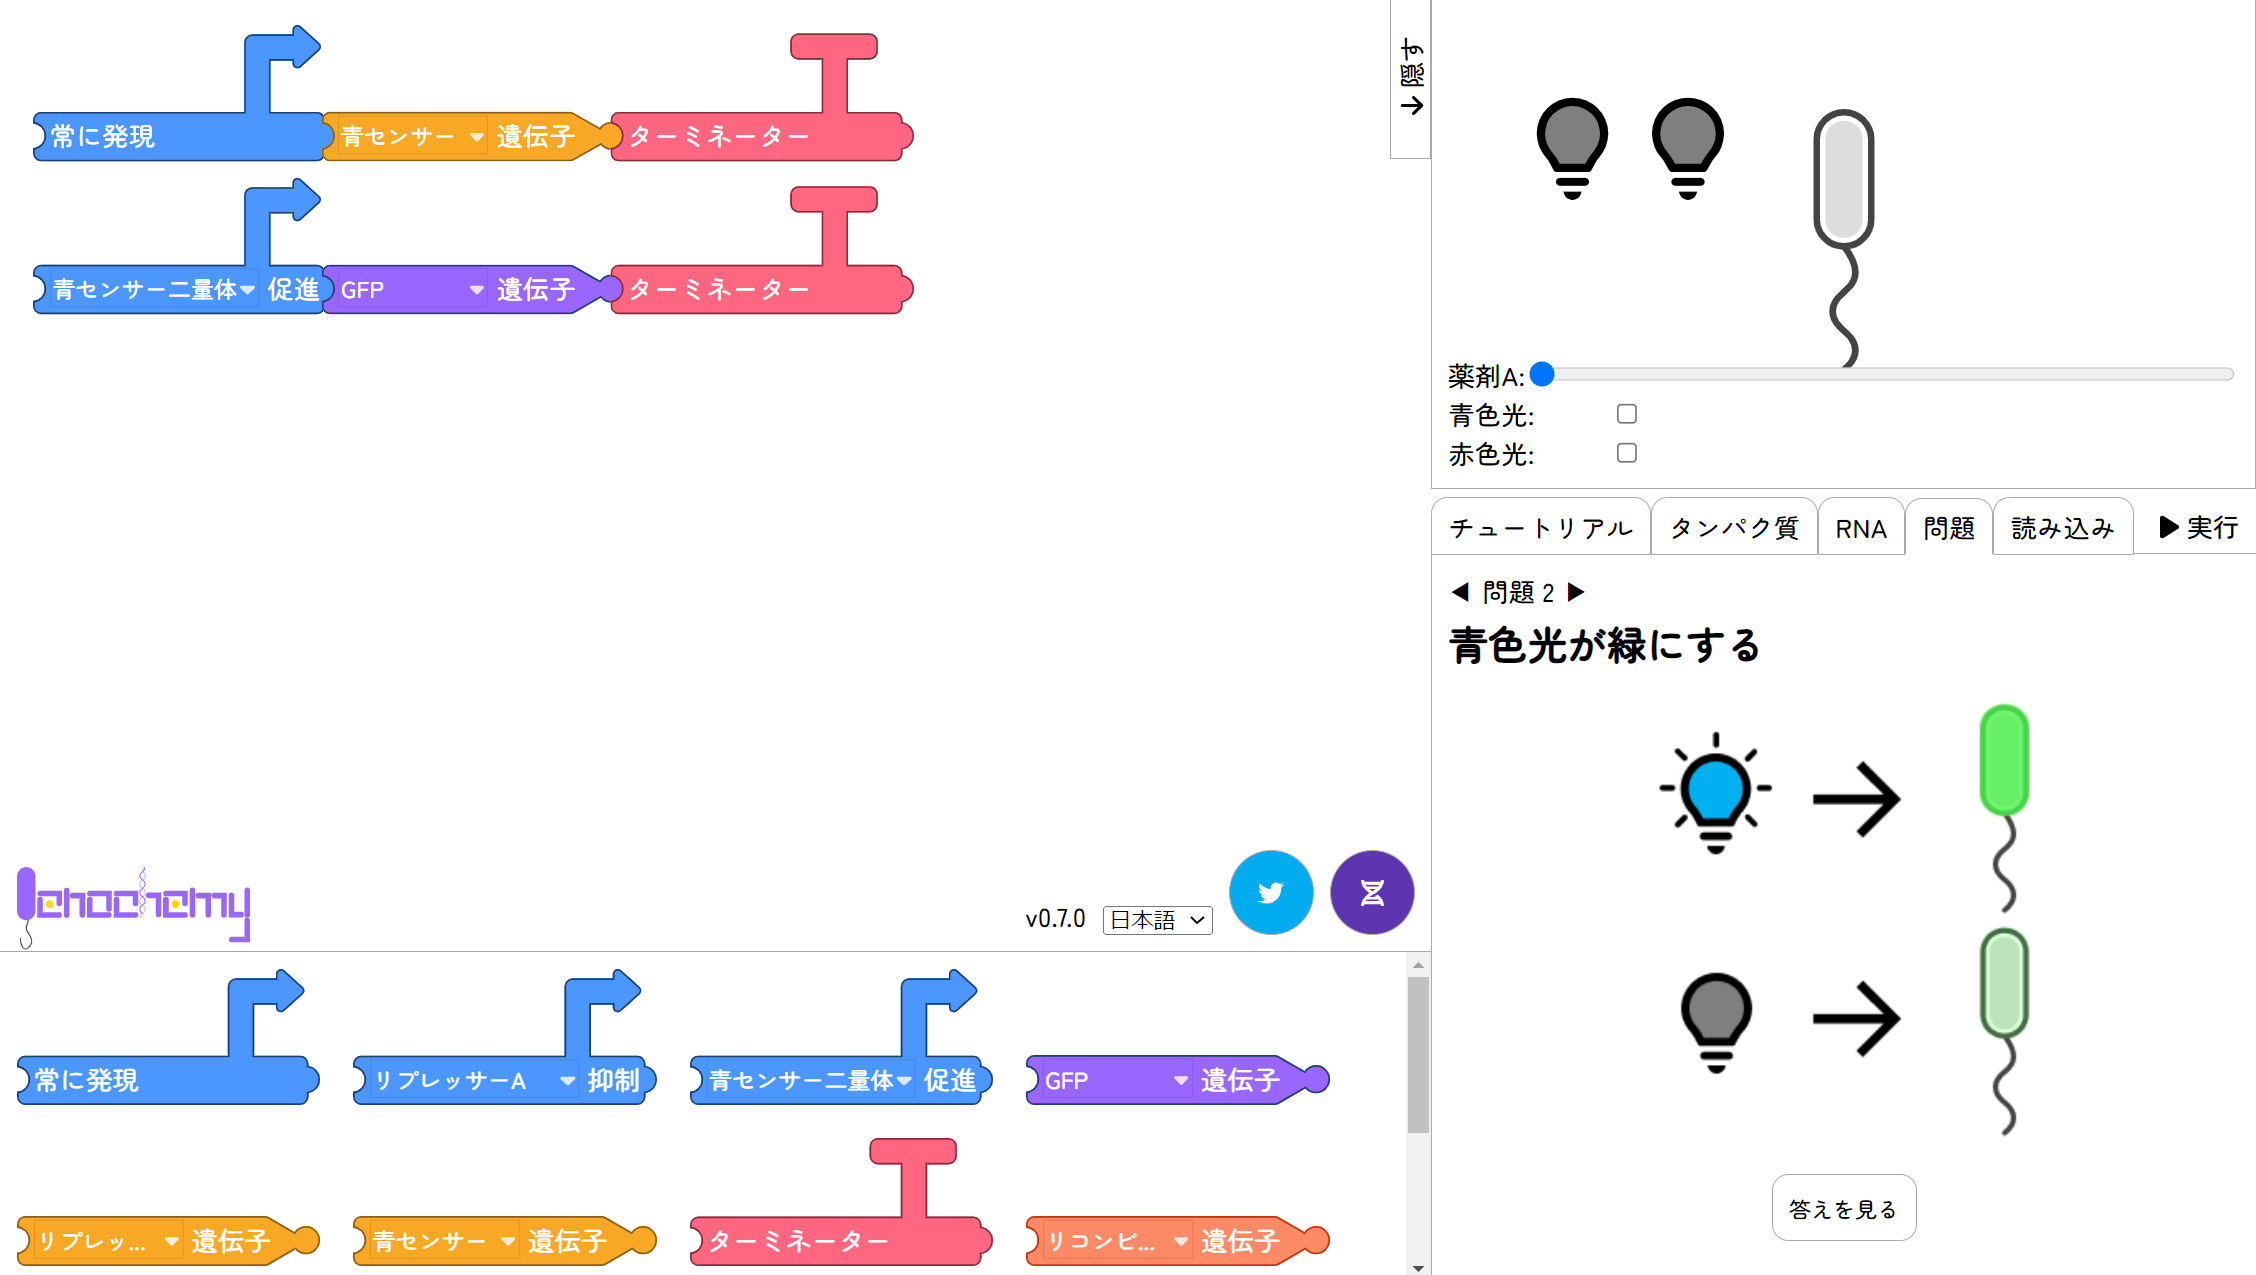 常に発現 青センサー 遺伝子 ターミネーター
青センサー二量体 促進 GFP 遺伝子 ターミネーター
→ 隠す
薬剤A:
青色光:
赤色光:
チュートリアル タンパク質 RNA 問題 読み込み ▶ 実行
◀ 問題 2 ▶
青色光が緑にする
答えを見る
Genochemy
v0.7.0 日本語
常に発現 リプレッサーA 抑制 青センサー二量体 促進 GFP 遺伝子
リプレッ... 遺伝子 青センサー 遺伝子 ターミネーター リコンビ... 遺伝子